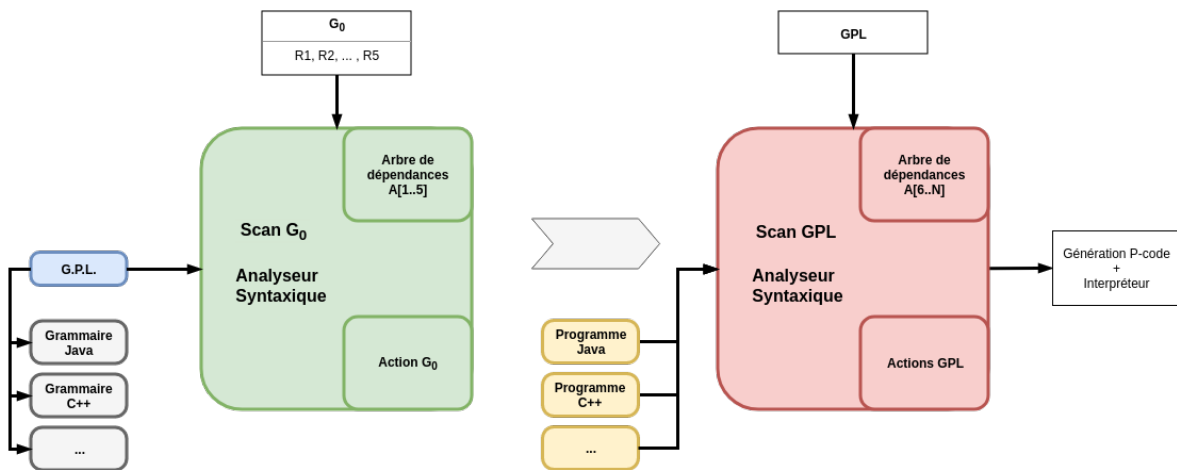 G₀
R1, R2, ... , R5
Arbre de
dépendances
A[1..5]
Scan G₀
Analyseur
Syntaxique
Action G₀
G.P.L.
Grammaire
Java
Grammaire
C++
...
GPL
Arbre de
dépendances
A[6..N]
Scan GPL
Analyseur
Syntaxique
Actions GPL
Programme
Java
Programme
C++
...
Génération P-code
+
Interpréteur